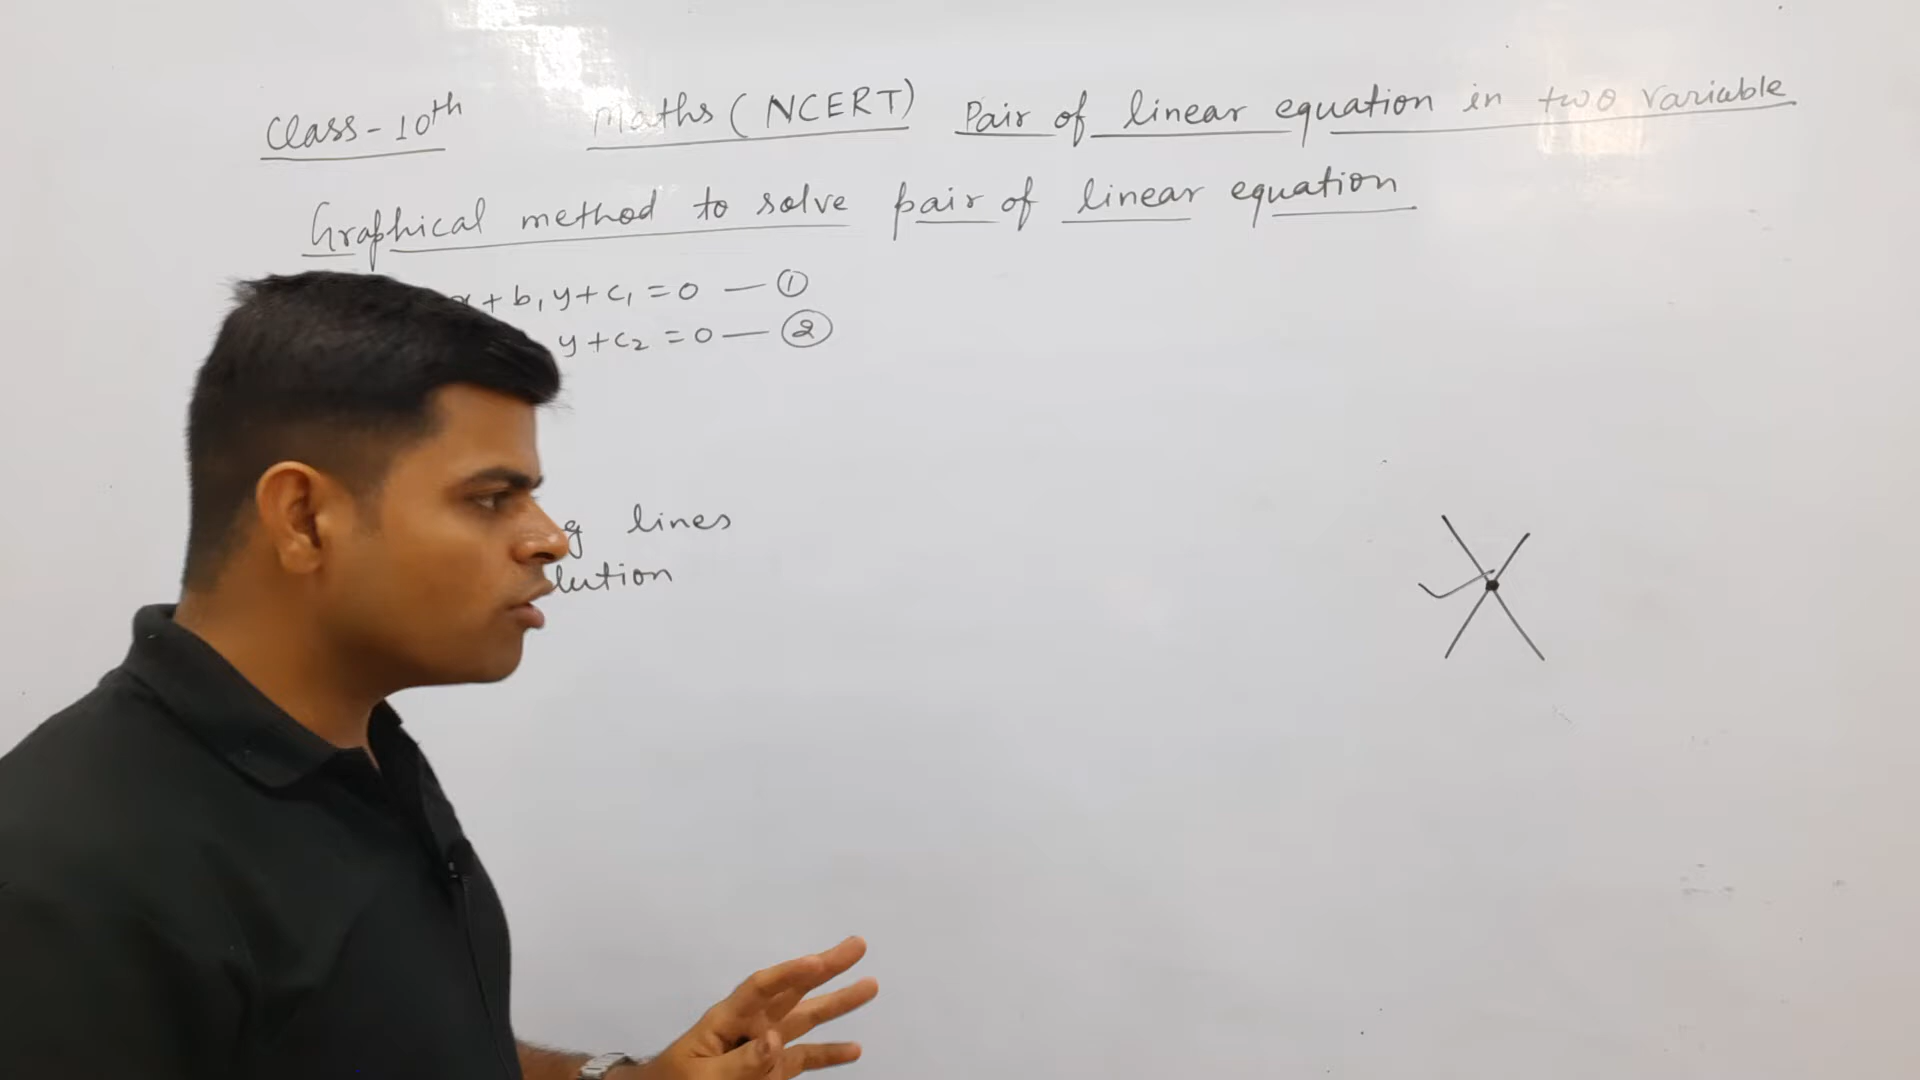 Class-10th Maths (NCERT) Pair of linear equation in two variable
Graphical method to solve pair of linear equation
x + b₁y + c₁ = 0 — ①
y + c₂ = 0 — ②
g lines
lution